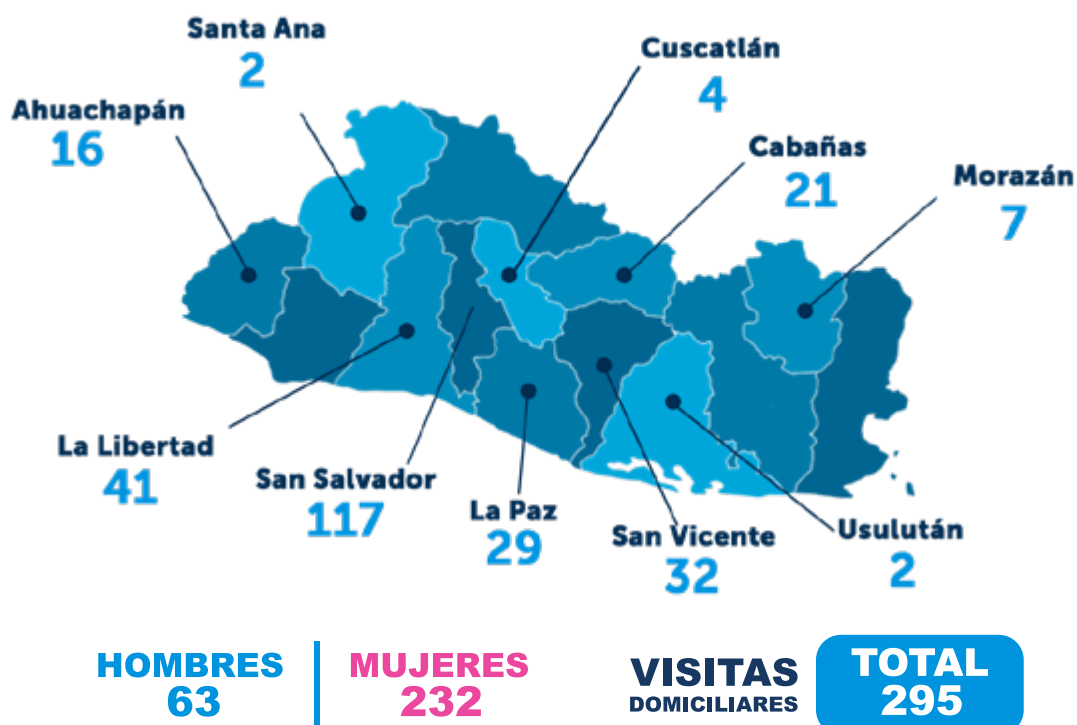 Santa Ana
2
Cuscatlán
4
Ahuachapán
16
Cabañas
21
Morazán
7
La Libertad
41
San Salvador
117
La Paz
29
San Vicente
32
Usulután
2
HOMBRES
63
MUJERES
232
VISITAS
DOMICILIARES
TOTAL
295